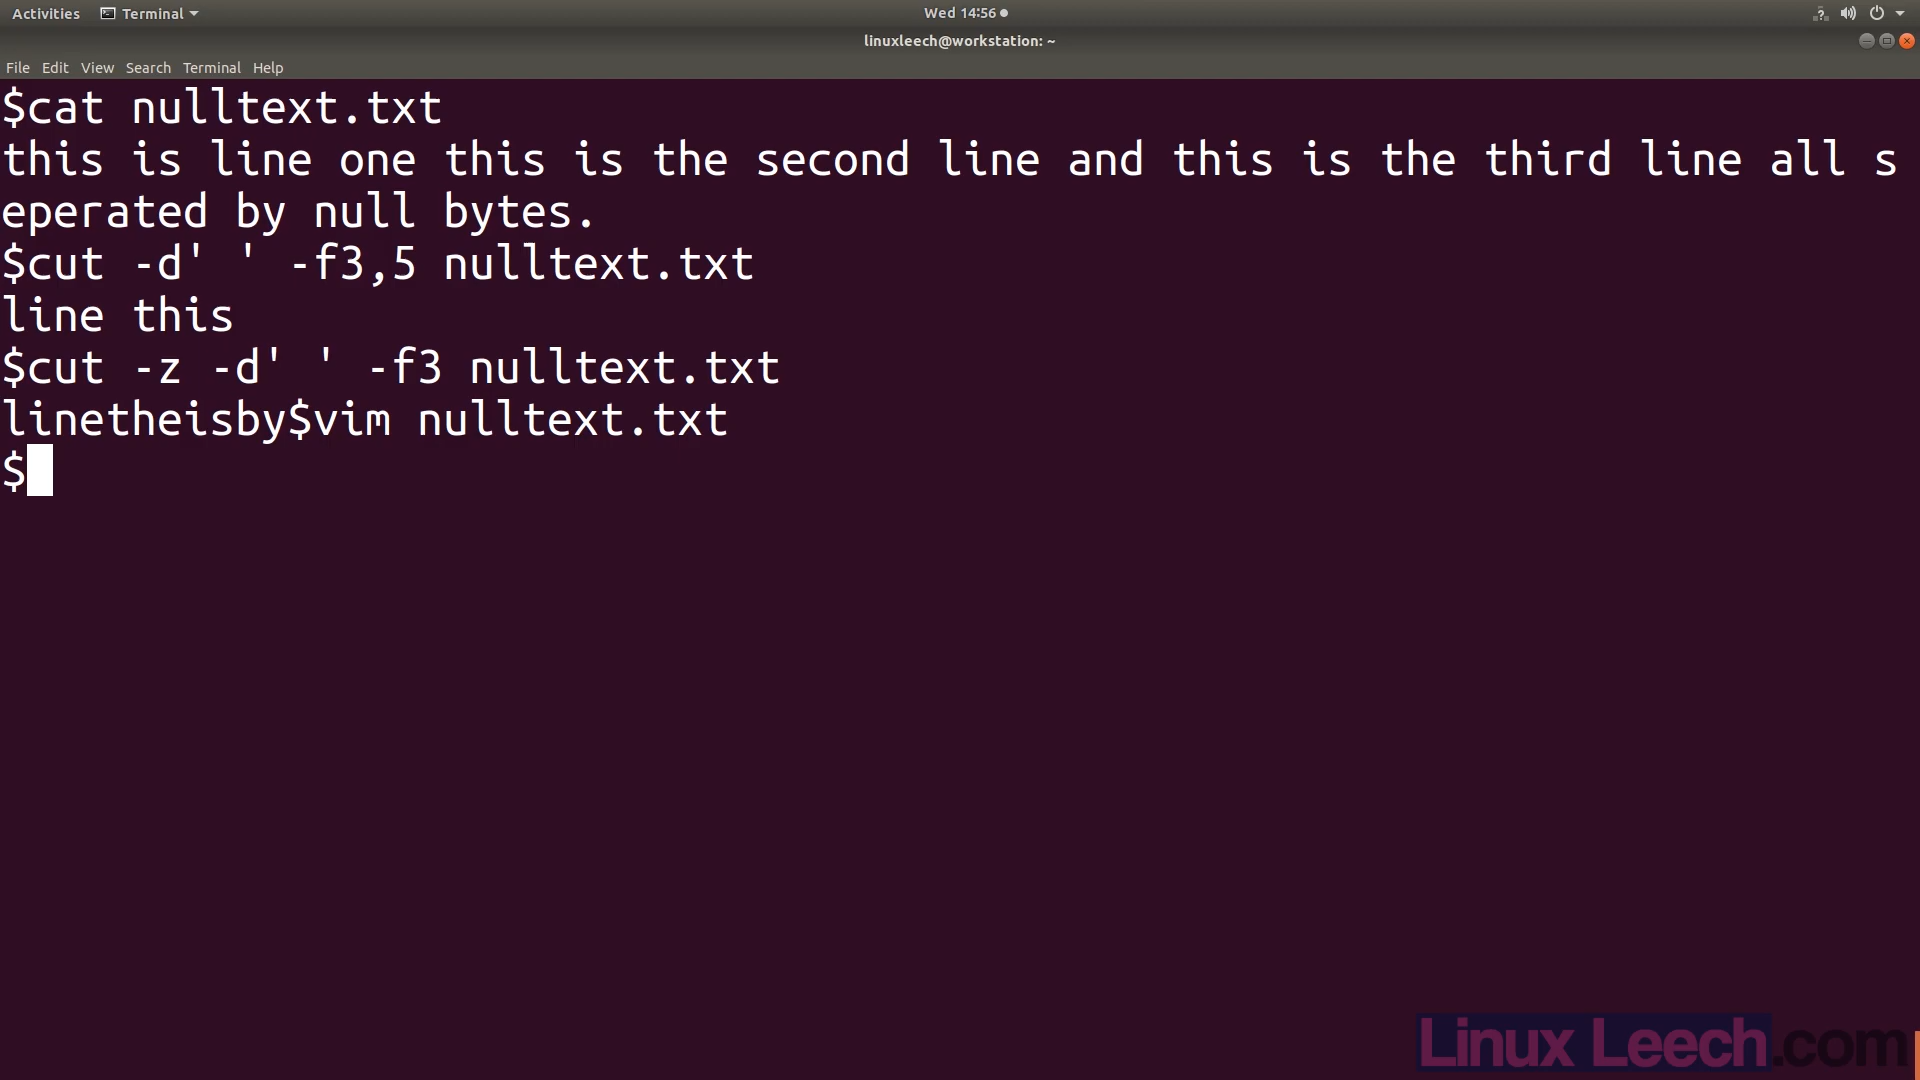 Activities Terminal Wed 14:56
linuxleech@workstation: ~
File Edit View Search Terminal Help
$cat nulltext.txt
this is line one this is the second line and this is the third line all s
eperated by null bytes.
$cut -d' ' -f3,5 nulltext.txt
line this
$cut -z -d' ' -f3 nulltext.txt
linetheisby$vim nulltext.txt
$
Linux Leech.com